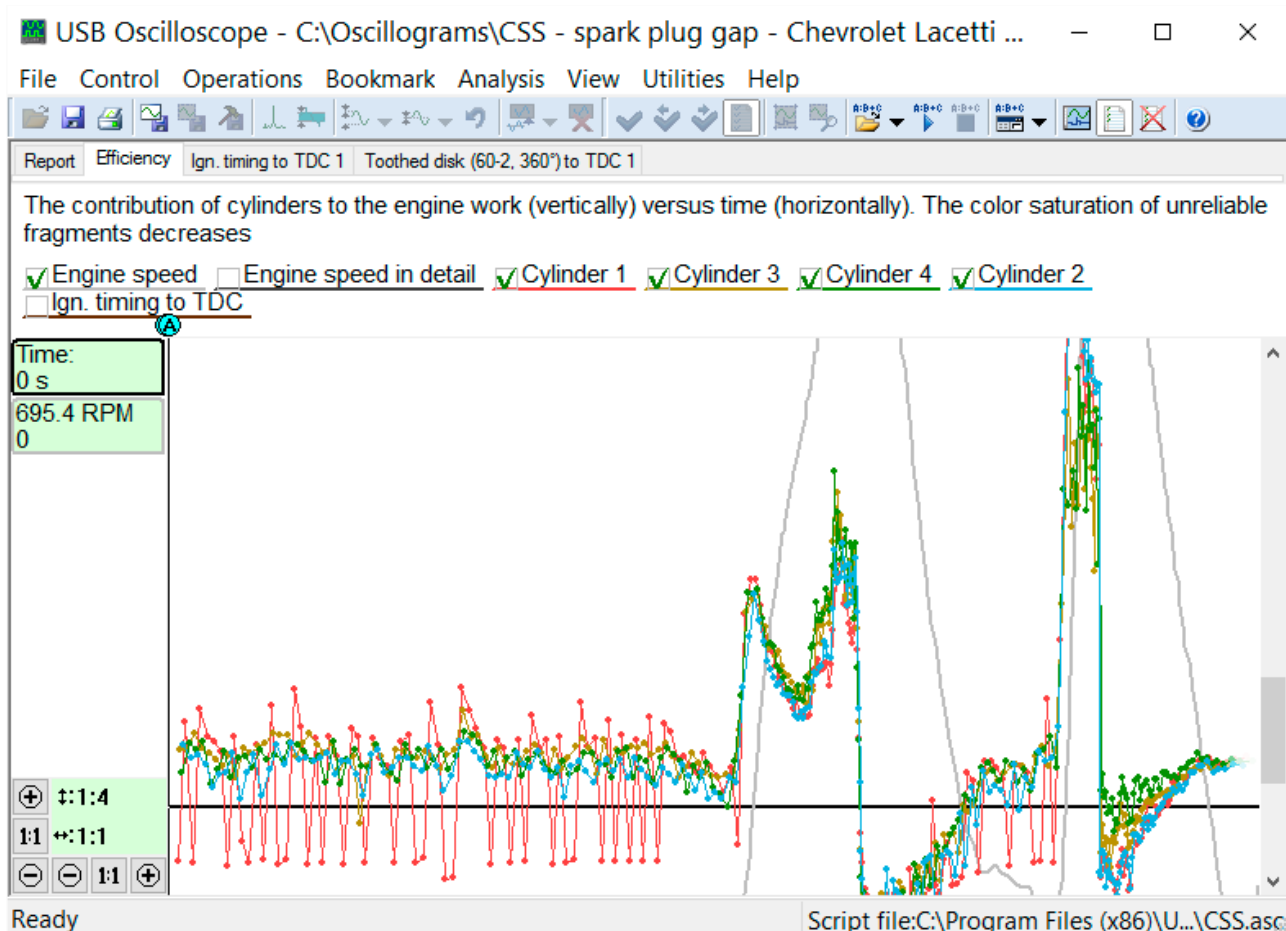 USB Oscilloscope - C:\Oscillograms\CSS - spark plug gap - Chevrolet Lacetti ...
File Control Operations Bookmark Analysis View Utilities Help
A:B+C A:B+C A:B+C A:B+C
Report Efficiency Ign. timing to TDC 1 Toothed disk (60-2, 360°) to TDC 1
The contribution of cylinders to the engine work (vertically) versus time (horizontally). The color saturation of unreliable
fragments decreases
Engine speed Engine speed in detail Cylinder 1 Cylinder 3 Cylinder 4 Cylinder 2
Ign. timing to TDC
A
Time:
0 s
695.4 RPM
0
↕:1:4
1:1 ↔:1:1
1:1
Ready Script file:C:\Program Files (x86)\U...\CSS.asc